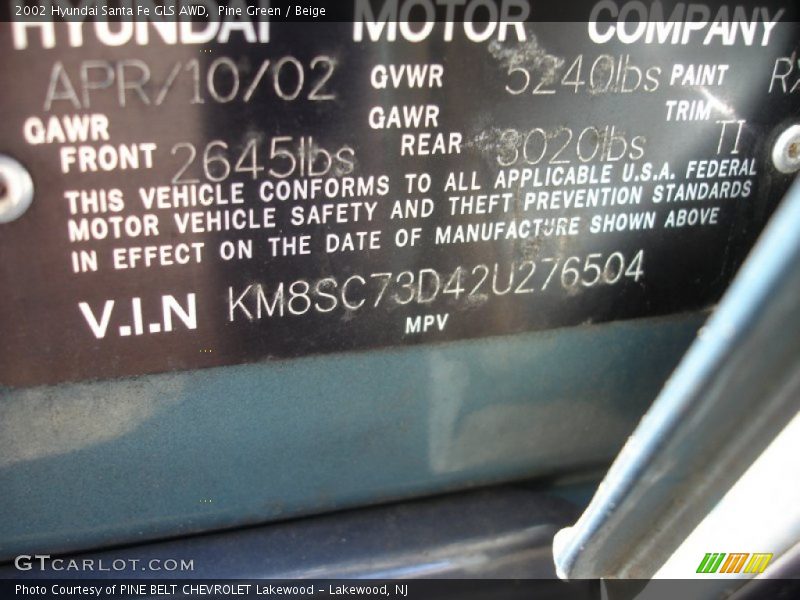 2002 Hyundai Santa Fe GLS AWD, Pine Green / Beige
HYUNDAI MOTOR COMPANY
APR/10/02 GVWR 5240lbs PAINT RX
GAWR FRONT 2645lbs GAWR REAR 3020lbs TRIM TI
THIS VEHICLE CONFORMS TO ALL APPLICABLE U.S.A. FEDERAL
MOTOR VEHICLE SAFETY AND THEFT PREVENTION STANDARDS
IN EFFECT ON THE DATE OF MANUFACTURE SHOWN ABOVE
V.I.N KM8SC73D42U276504
MPV
GTCarlot.com
Photo Courtesy of PINE BELT CHEVROLET Lakewood - Lakewood, NJ